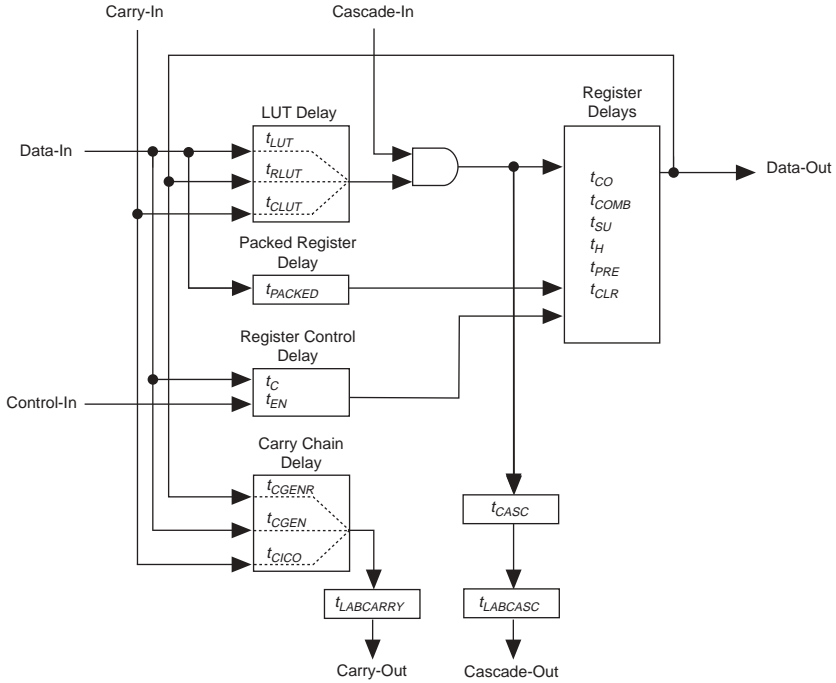 Carry-In
Cascade-In
LUT Delay
Register
Delays
Data-In
tLUT
tRLUT
tCLUT
Data-Out
tCO
tCOMB
tSU
tH
tPRE
tCLR
Packed Register
Delay
tPACKED
Register Control
Delay
tC
tEN
Control-In
Carry Chain
Delay
tCGENR
tCGEN
tCICO
tCASC
tLABCARRY
tLABCASC
Carry-Out
Cascade-Out